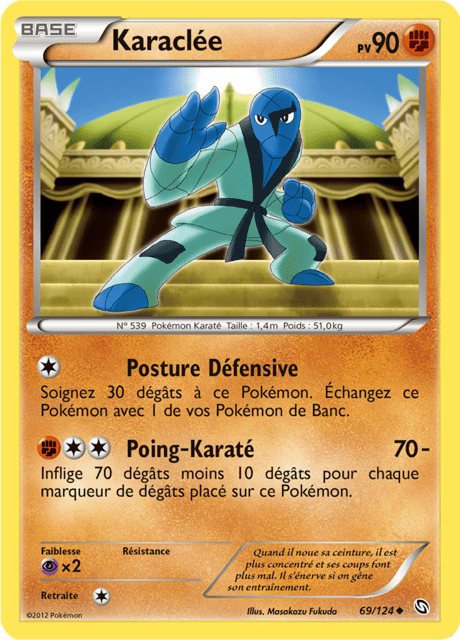 BASE
Karaclée
PV 90
N° 539 Pokémon Karaté Taille : 1,4m Poids : 51,0kg
Posture Défensive
Soignez 30 dégâts à ce Pokémon. Échangez ce
Pokémon avec 1 de vos Pokémon de Banc.
Poing-Karaté 70-
Inflige 70 dégâts moins 10 dégâts pour chaque
marqueur de dégâts placé sur ce Pokémon.
Faiblesse
Résistance
×2
Retraite
Quand il noue sa ceinture, il est
plus concentré et ses coups font
plus mal. Il s'énerve si on gêne
son entraînement.
©2012 Pokémon
Illus. Masakazu Fukuda
69/124